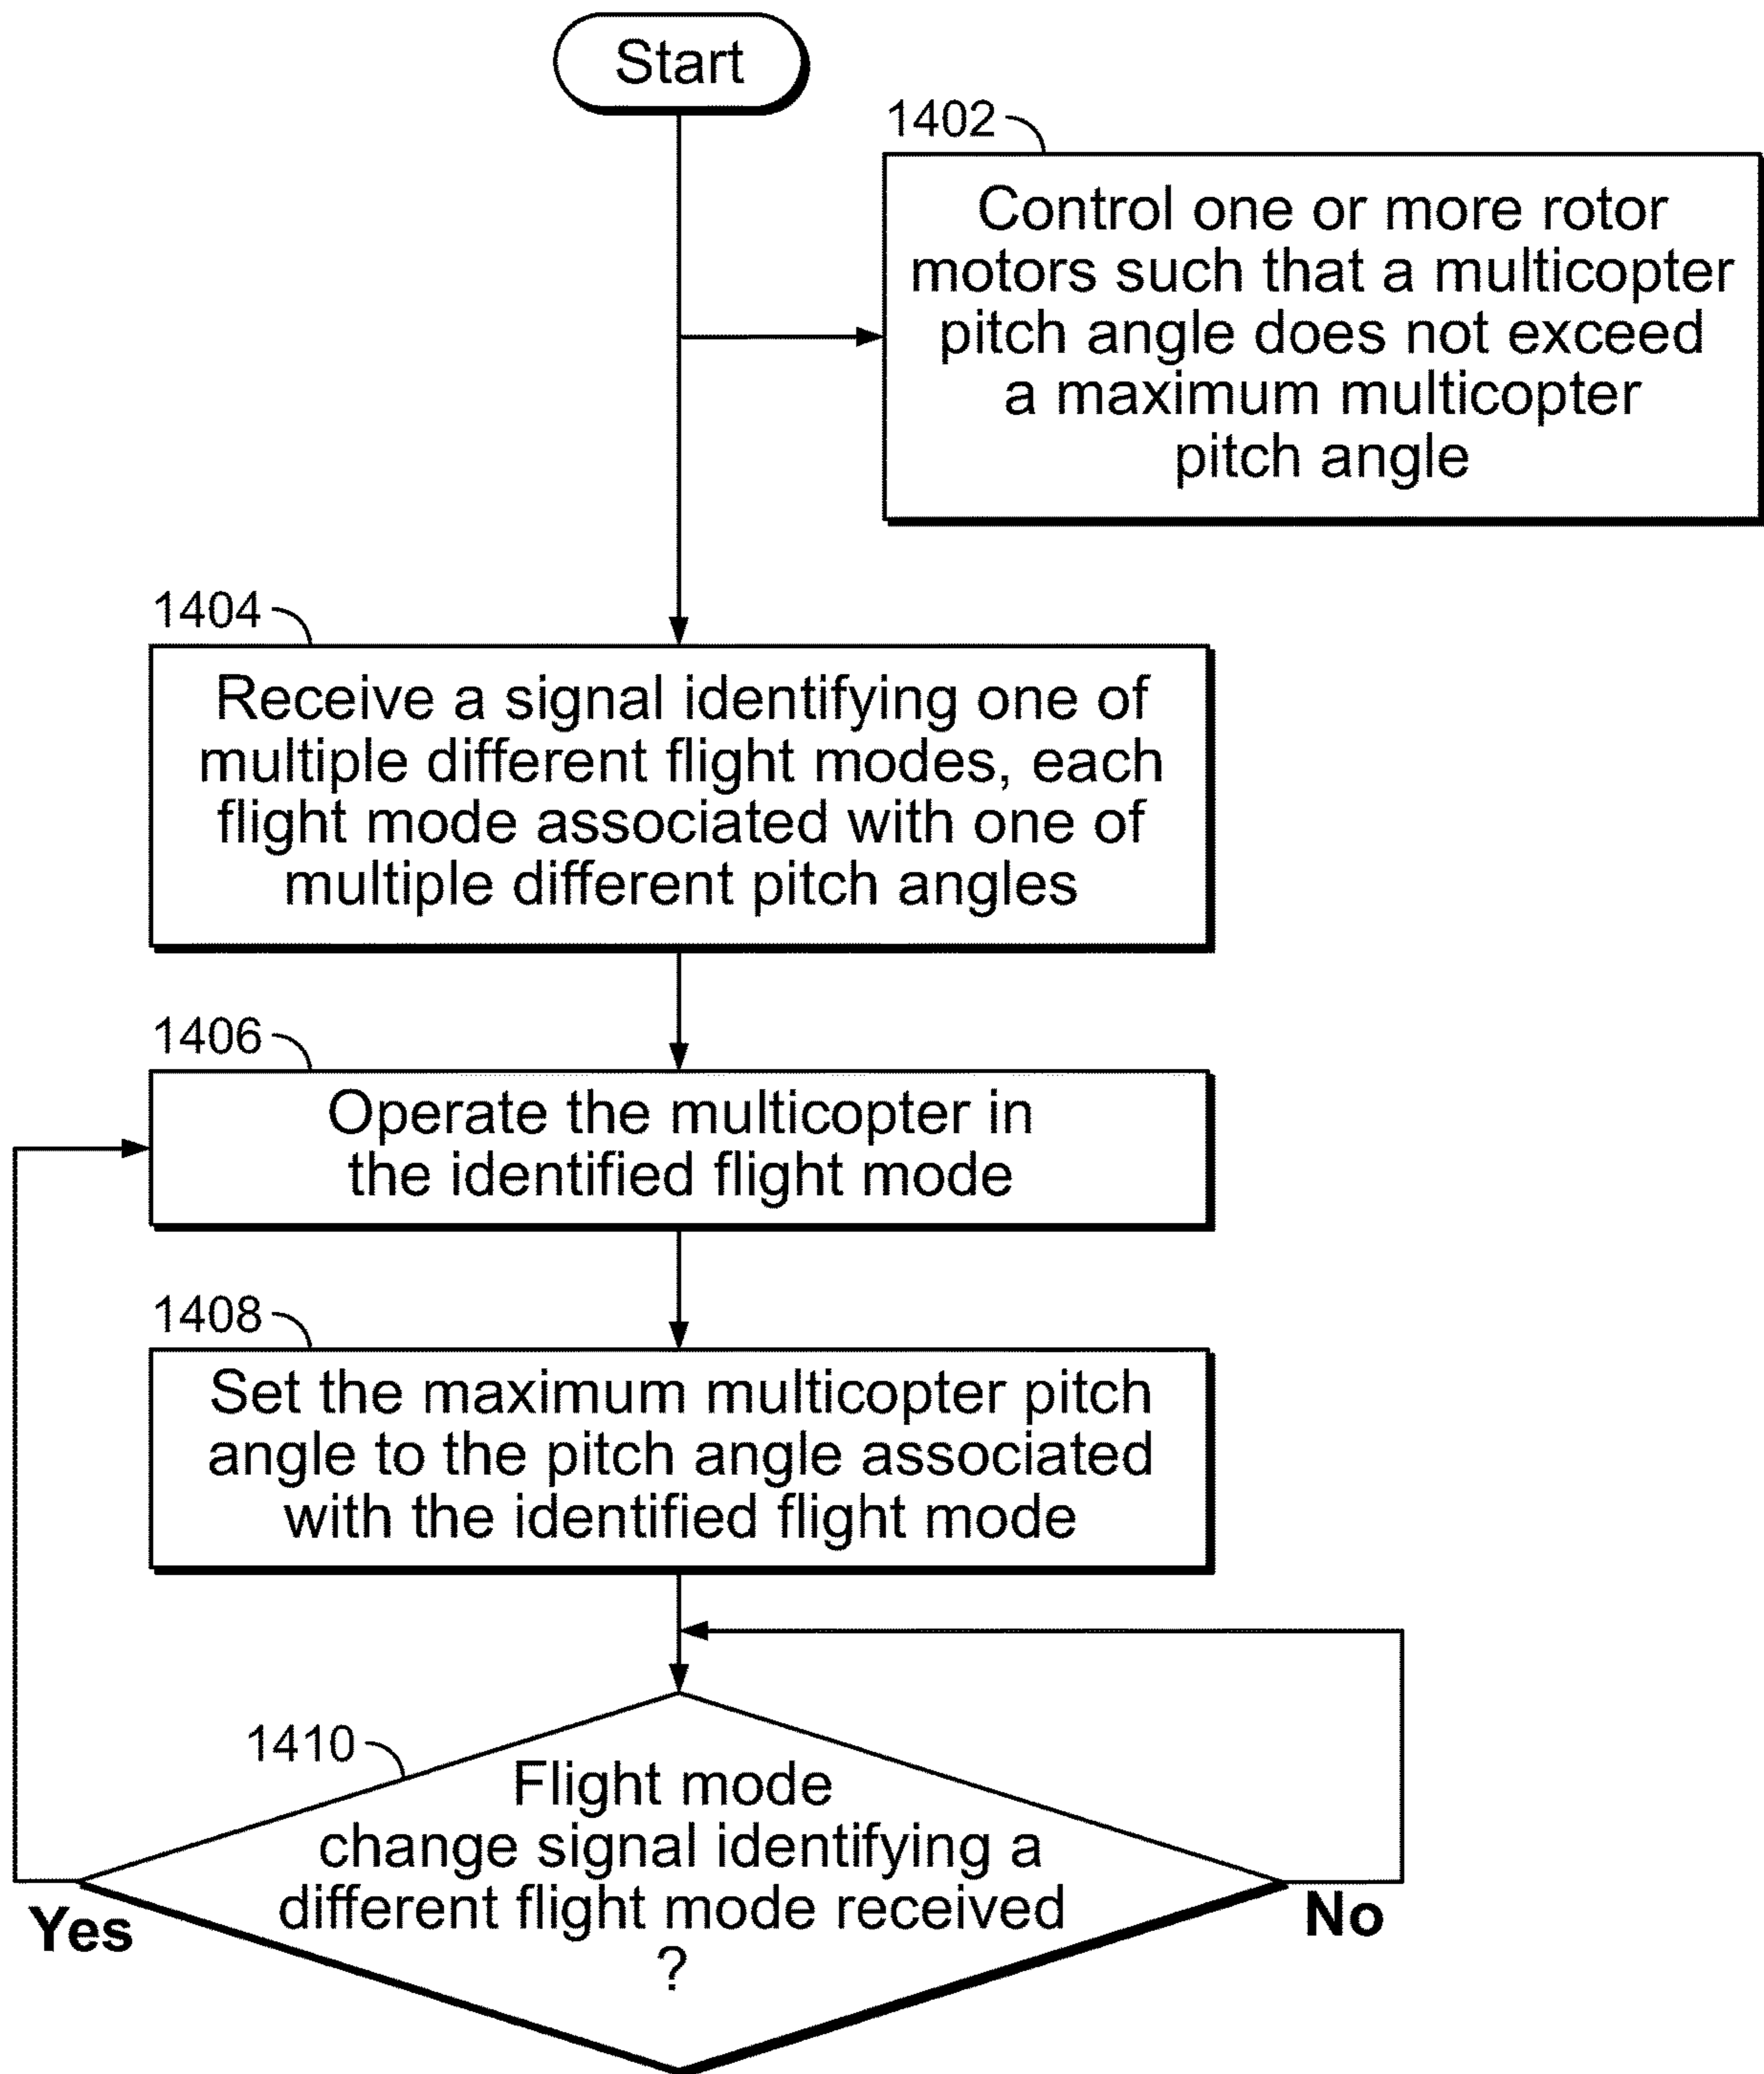 Start
1402
Control one or more rotor
motors such that a multicopter
pitch angle does not exceed
a maximum multicopter
pitch angle
1404
Receive a signal identifying one of
multiple different flight modes, each
flight mode associated with one of
multiple different pitch angles
1406
Operate the multicopter in
the identified flight mode
1408
Set the maximum multicopter pitch
angle to the pitch angle associated
with the identified flight mode
1410
Flight mode
change signal identifying a
different flight mode received
?
Yes
No